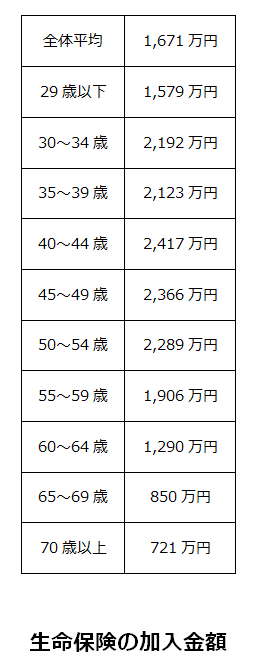 全体平均 1,671 万円
29 歳以下 1,579 万円
30～34 歳 2,192 万円
35～39 歳 2,123 万円
40～44 歳 2,417 万円
45～49 歳 2,366 万円
50～54 歳 2,289 万円
55～59 歳 1,906 万円
60～64 歳 1,290 万円
65～69 歳 850 万円
70 歳以上 721 万円
生命保険の加入金額